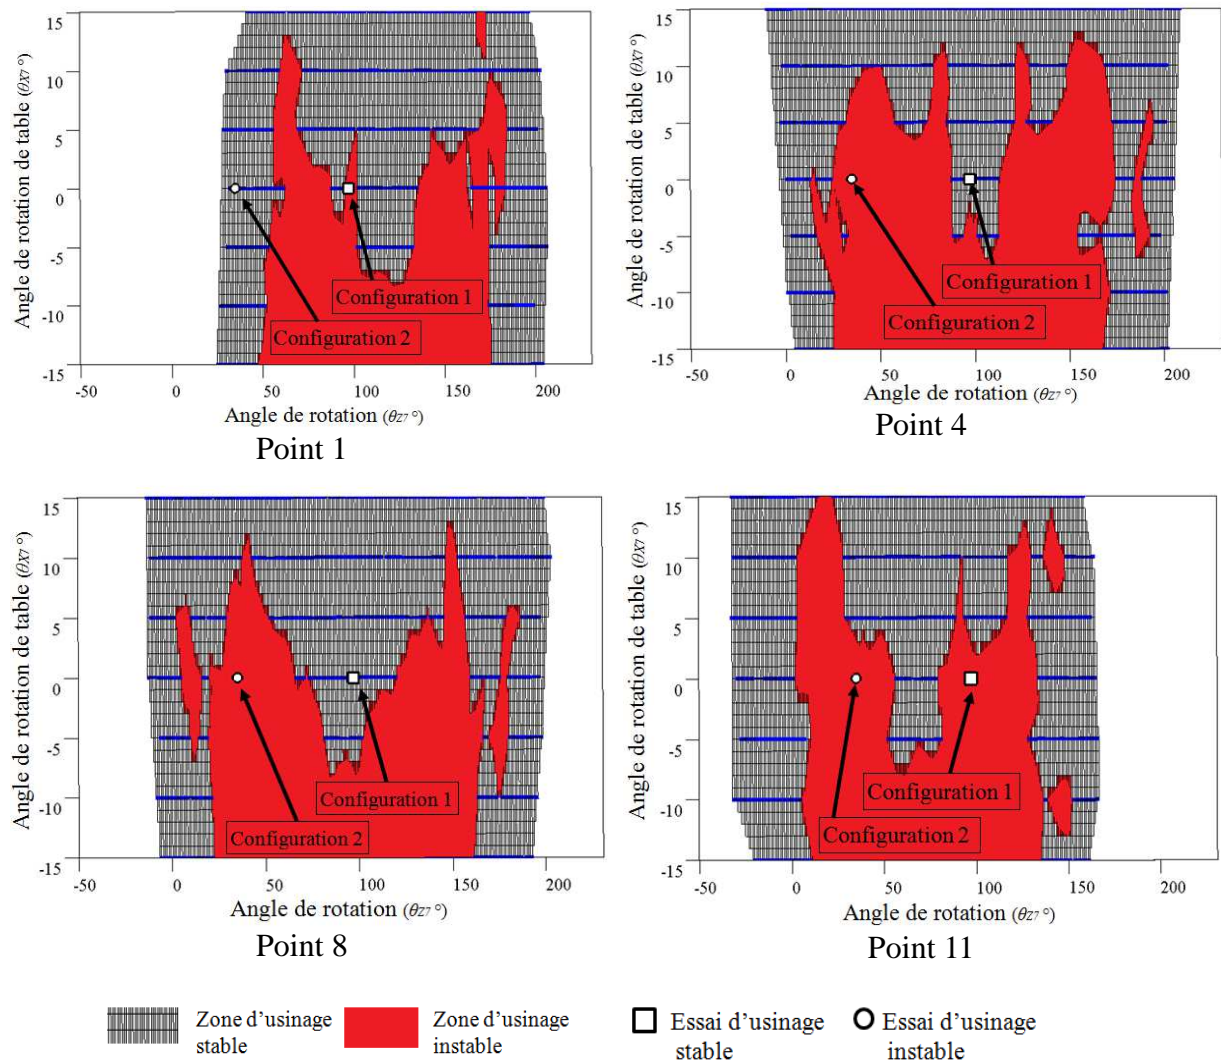 Angle de rotation de table (θX7 °)
15
10
5
0
-5
-10
-15
Configuration 1
Configuration 2
-50
0
50
100
150
200
Angle de rotation (θZ7 °)
Point 1
Angle de rotation de table (θX7 °)
15
10
5
0
-5
-10
-15
Configuration 1
Configuration 2
-50
0
50
100
150
200
Angle de rotation (θZ7 °)
Point 4
Angle de rotation de table (θX7 °)
15
10
5
0
-5
-10
-15
Configuration 1
Configuration 2
-50
0
50
100
150
200
Angle de rotation (θZ7 °)
Point 8
Angle de rotation de table (θX7 °)
15
10
5
0
-5
-10
-15
Configuration 1
Configuration 2
-50
0
50
100
150
200
Angle de rotation (θZ7 °)
Point 11
Zone d'usinage
stable
Zone d'usinage
instable
Essai d'usinage
stable
Essai d'usinage
instable